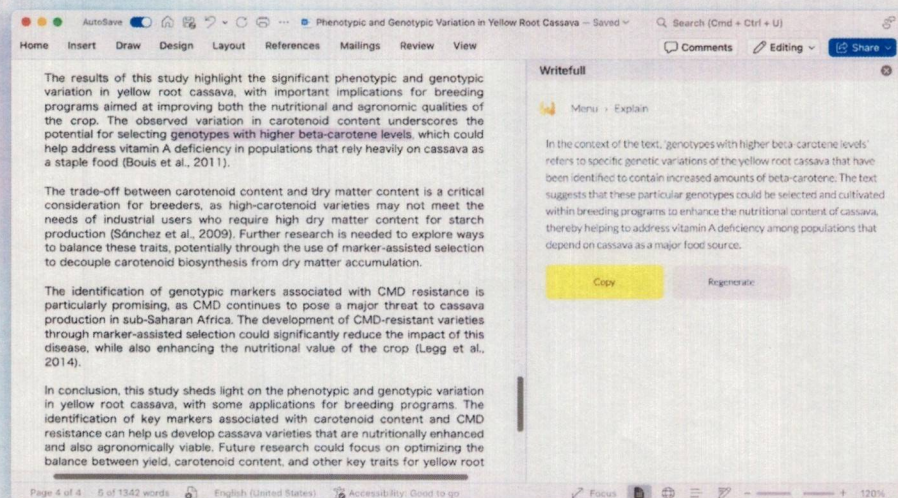 AutoSave
Phenotypic and Genotypic Variation in Yellow Root Cassava — Saved
Search (Cmd + Ctrl + U)
Home Insert Draw Design Layout References Mailings Review View
Comments Editing Share
The results of this study highlight the significant phenotypic and genotypic
variation in yellow root cassava, with important implications for breeding
programs aimed at improving both the nutritional and agronomic qualities of
the crop. The observed variation in carotenoid content underscores the
potential for selecting genotypes with higher beta-carotene levels, which could
help address vitamin A deficiency in populations that rely heavily on cassava as
a staple food (Bouis et al., 2011).
The trade-off between carotenoid content and dry matter content is a critical
consideration for breeders, as high-carotenoid varieties may not meet the
needs of industrial users who require high dry matter content for starch
production (Sánchez et al., 2009). Further research is needed to explore ways
to balance these traits, potentially through the use of marker-assisted selection
to decouple carotenoid biosynthesis from dry matter accumulation.
The identification of genotypic markers associated with CMD resistance is
particularly promising, as CMD continues to pose a major threat to cassava
production in sub-Saharan Africa. The development of CMD-resistant varieties
through marker-assisted selection could significantly reduce the impact of this
disease, while also enhancing the nutritional value of the crop (Legg et al.,
2014).
In conclusion, this study sheds light on the phenotypic and genotypic variation
in yellow root cassava, with some applications for breeding programs. The
identification of key markers associated with carotenoid content and CMD
resistance can help us develop cassava varieties that are nutritionally enhanced
and also agronomically viable. Future research could focus on optimizing the
balance between yield, carotenoid content, and other key traits for yellow root
Writefull
Menu › Explain
In the context of the text, 'genotypes with higher beta-carotene levels'
refers to specific genetic variations of the yellow root cassava that have
been identified to contain increased amounts of beta-carotene. The text
suggests that these particular genotypes could be selected and cultivated
within breeding programs to enhance the nutritional content of cassava,
thereby helping to address vitamin A deficiency among populations that
depend on cassava as a major food source.
Copy Regenerate
Page 4 of 4 5 of 1342 words English (United States) Accessibility: Good to go Focus 120%